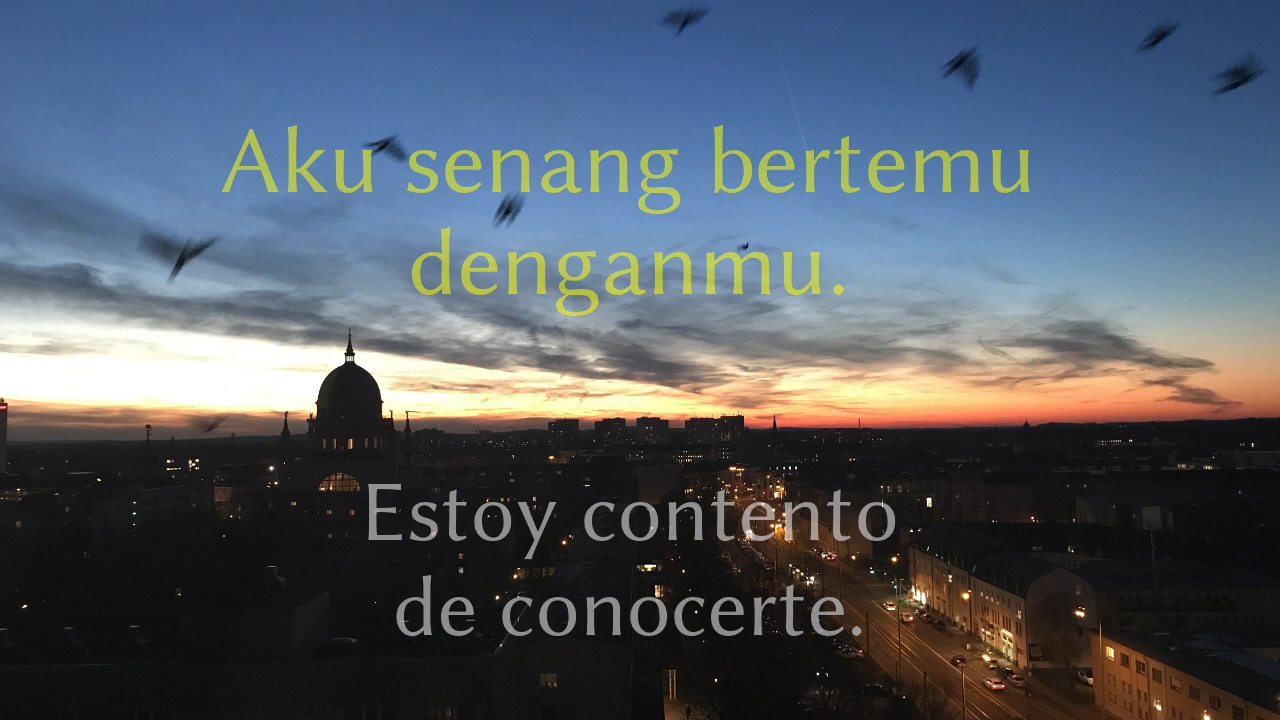 Aku senang bertemu
denganmu.
Estoy contento
de conocerte.